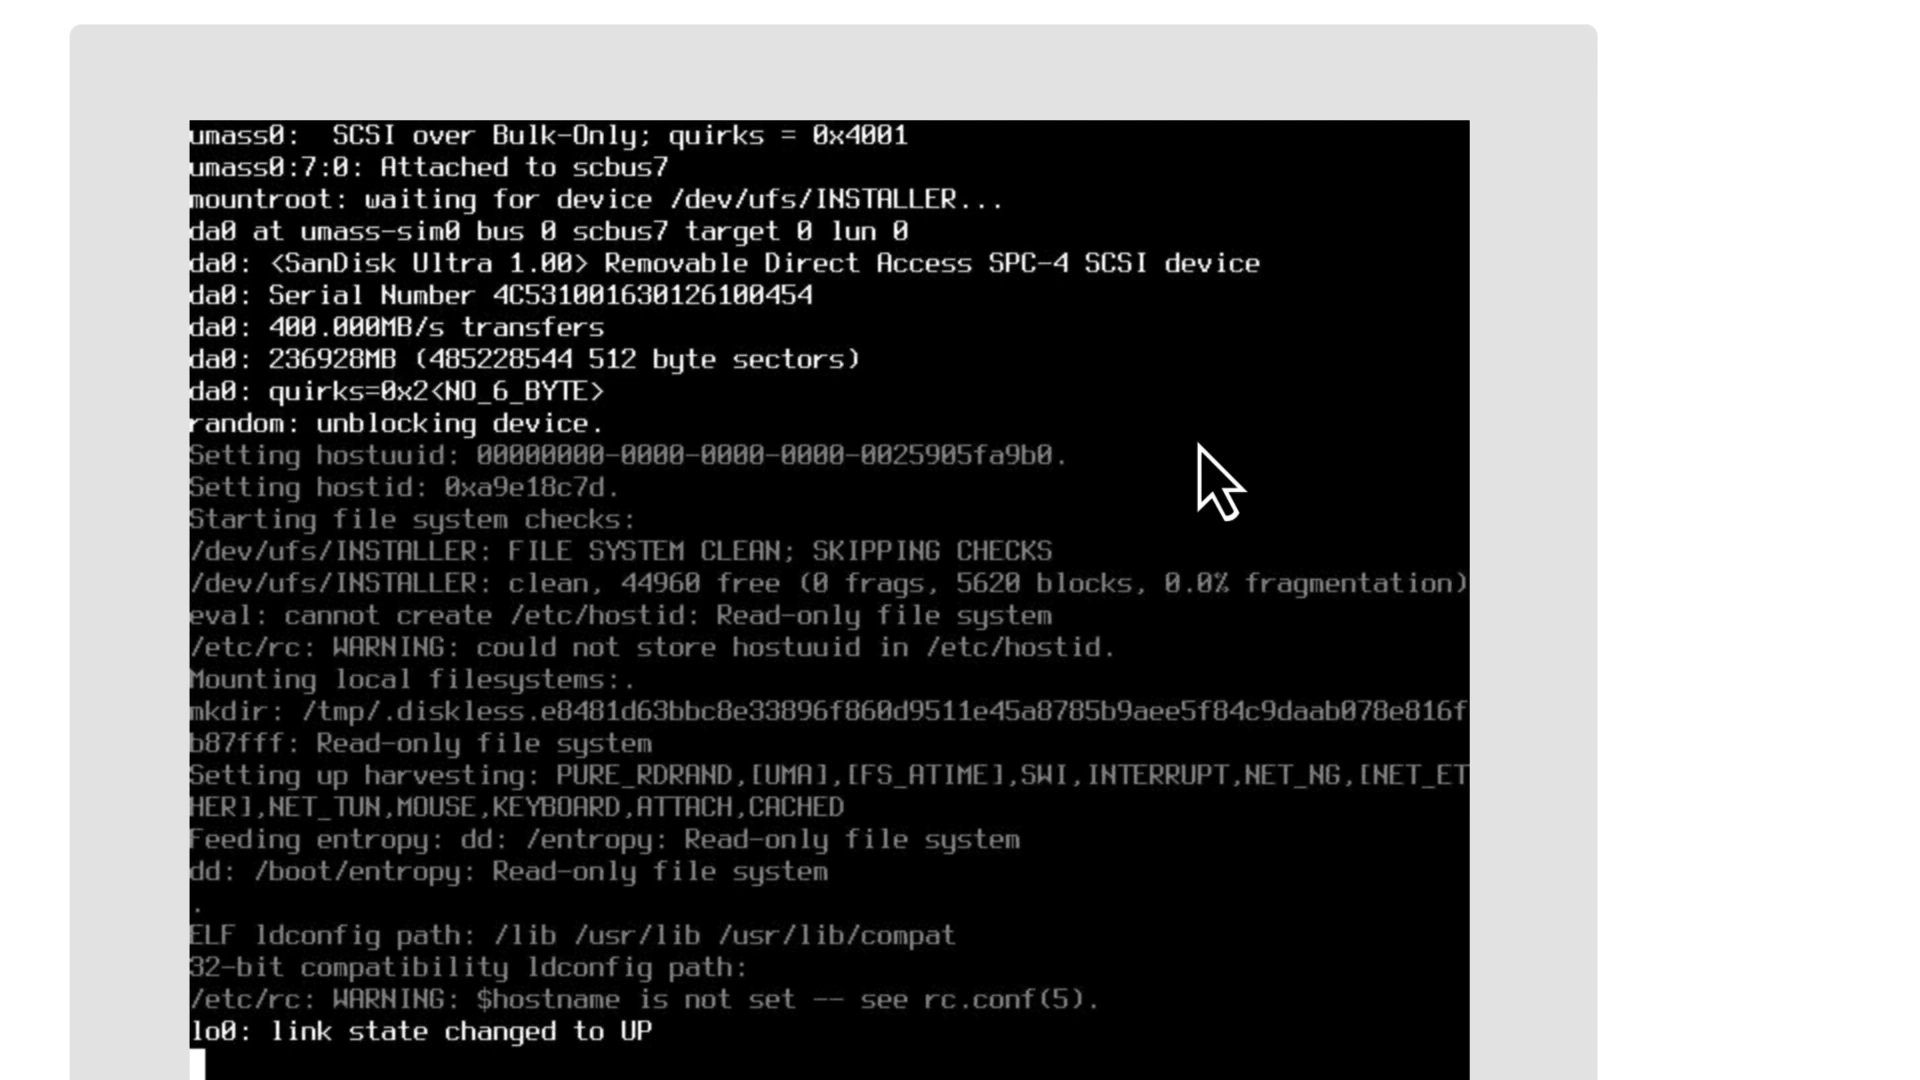 umass0:  SCSI over Bulk-Only; quirks = 0x4001
umass0:7:0: Attached to scbus7
mountroot: waiting for device /dev/ufs/INSTALLER...
da0 at umass-sim0 bus 0 scbus7 target 0 lun 0
da0: <SanDisk Ultra 1.00> Removable Direct Access SPC-4 SCSI device
da0: Serial Number 4C531001630126100454
da0: 400.000MB/s transfers
da0: 236928MB (485228544 512 byte sectors)
da0: quirks=0x2<NO_6_BYTE>
random: unblocking device.
Setting hostuuid: 00000000-0000-0000-0000-0025905fa9b0.
Setting hostid: 0xa9e18c7d.
Starting file system checks:
/dev/ufs/INSTALLER: FILE SYSTEM CLEAN; SKIPPING CHECKS
/dev/ufs/INSTALLER: clean, 44960 free (0 frags, 5620 blocks, 0.0% fragmentation)
eval: cannot create /etc/hostid: Read-only file system
/etc/rc: WARNING: could not store hostuuid in /etc/hostid.
Mounting local filesystems:.
mkdir: /tmp/.diskless.e8481d63bbc8e33896f860d9511e45a8785b9aee5f84c9daab078e816f
b87fff: Read-only file system
Setting up harvesting: PURE_RDRAND,[UMA],[FS_ATIME],SWI,INTERRUPT,NET_NG,[NET_ET
HER],NET_TUN,MOUSE,KEYBOARD,ATTACH,CACHED
Feeding entropy: dd: /entropy: Read-only file system
dd: /boot/entropy: Read-only file system
.
ELF ldconfig path: /lib /usr/lib /usr/lib/compat
32-bit compatibility ldconfig path:
/etc/rc: WARNING: $hostname is not set -- see rc.conf(5).
lo0: link state changed to UP